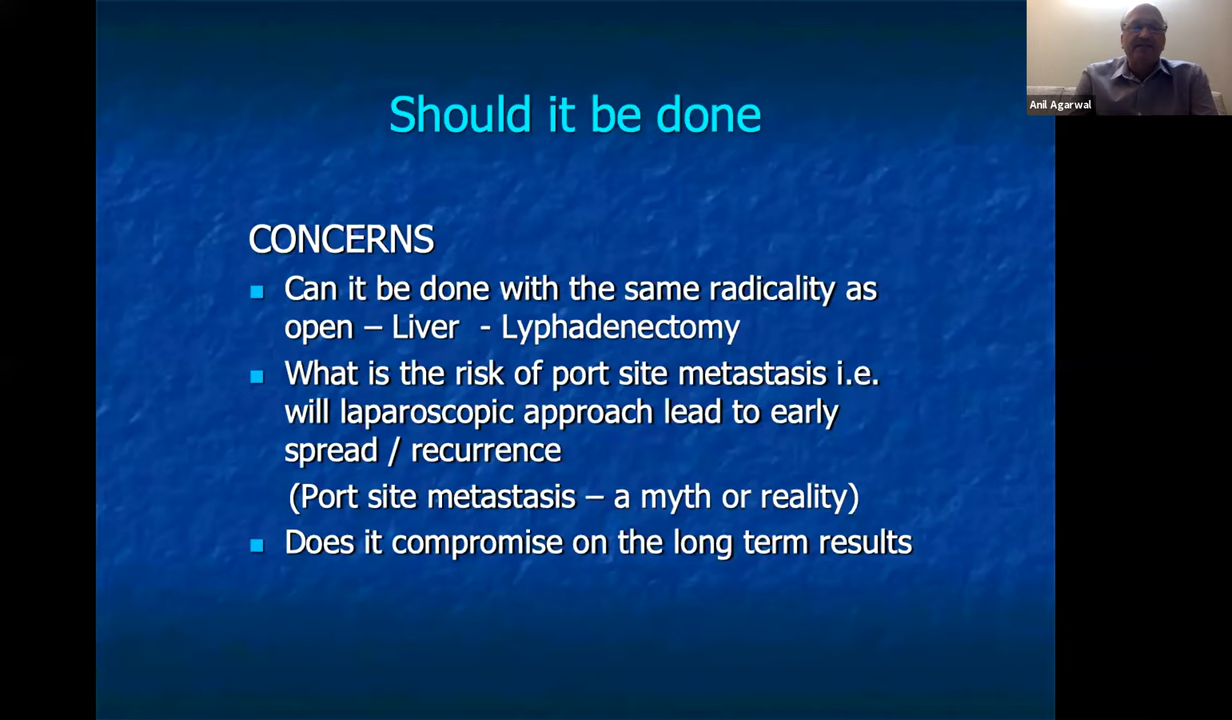 Should it be done
Anil Agarwal
CONCERNS
Can it be done with the same radicality as
open – Liver - Lyphadenectomy
What is the risk of port site metastasis i.e.
will laparoscopic approach lead to early
spread / recurrence
(Port site metastasis – a myth or reality)
Does it compromise on the long term results